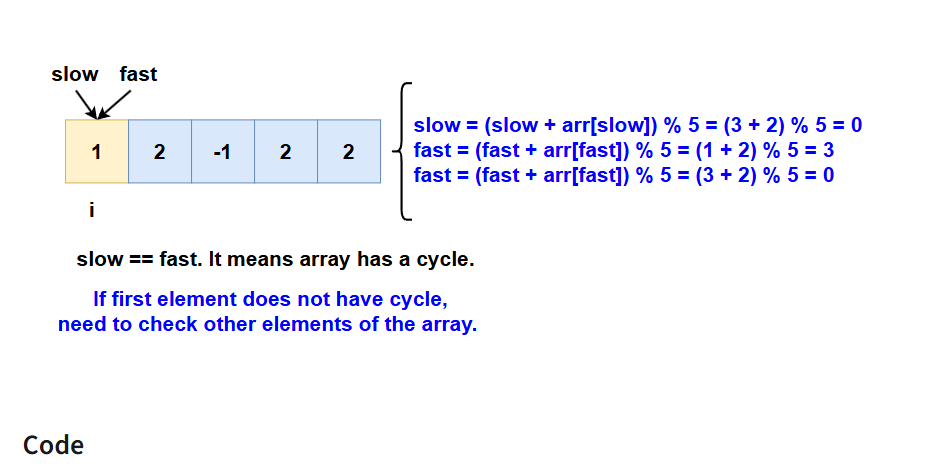 slow fast
slow = (slow + arr[slow]) % 5 = (3 + 2) % 5 = 0
1 2 -1 2 2
fast = (fast + arr[fast]) % 5 = (1 + 2) % 5 = 3
fast = (fast + arr[fast]) % 5 = (3 + 2) % 5 = 0
i
slow == fast. It means array has a cycle.
If first element does not have cycle,
need to check other elements of the array.
Code